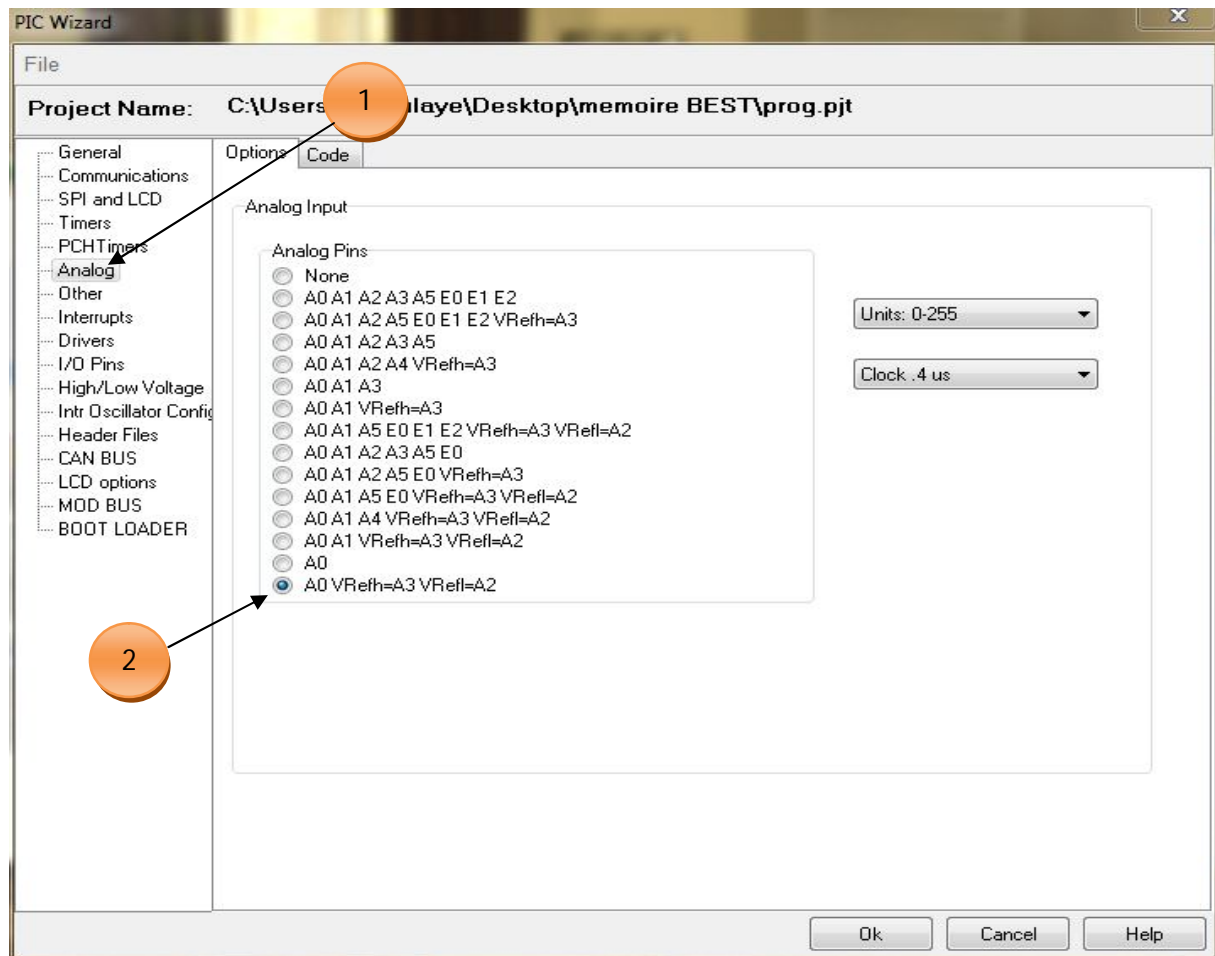 PIC Wizard
File
Project Name: C:\Users laye\Desktop\memoire BEST\prog.pjt
1
General
Communications
SPI and LCD
Timers
PCHTimers
Analog
Other
Interrupts
Drivers
I/O Pins
High/Low Voltage
Intr Oscillator Config
Header Files
CAN BUS
LCD options
MOD BUS
BOOT LOADER
Options Code
Analog Input
Analog Pins
None
A0 A1 A2 A3 A5 E0 E1 E2
A0 A1 A2 A5 E0 E1 E2 VRefh=A3
A0 A1 A2 A3 A5
A0 A1 A2 A4 VRefh=A3
A0 A1 A3
A0 A1 VRefh=A3
A0 A1 A5 E0 E1 E2 VRefh=A3 VRefl=A2
A0 A1 A2 A3 A5 E0
A0 A1 A2 A5 E0 VRefh=A3
A0 A1 A5 E0 VRefh=A3 VRefl=A2
A0 A1 A4 VRefh=A3 VRefl=A2
A0 A1 VRefh=A3 VRefl=A2
A0
A0 VRefh=A3 VRefl=A2
Units: 0-255
Clock .4 us
2
Ok Cancel Help